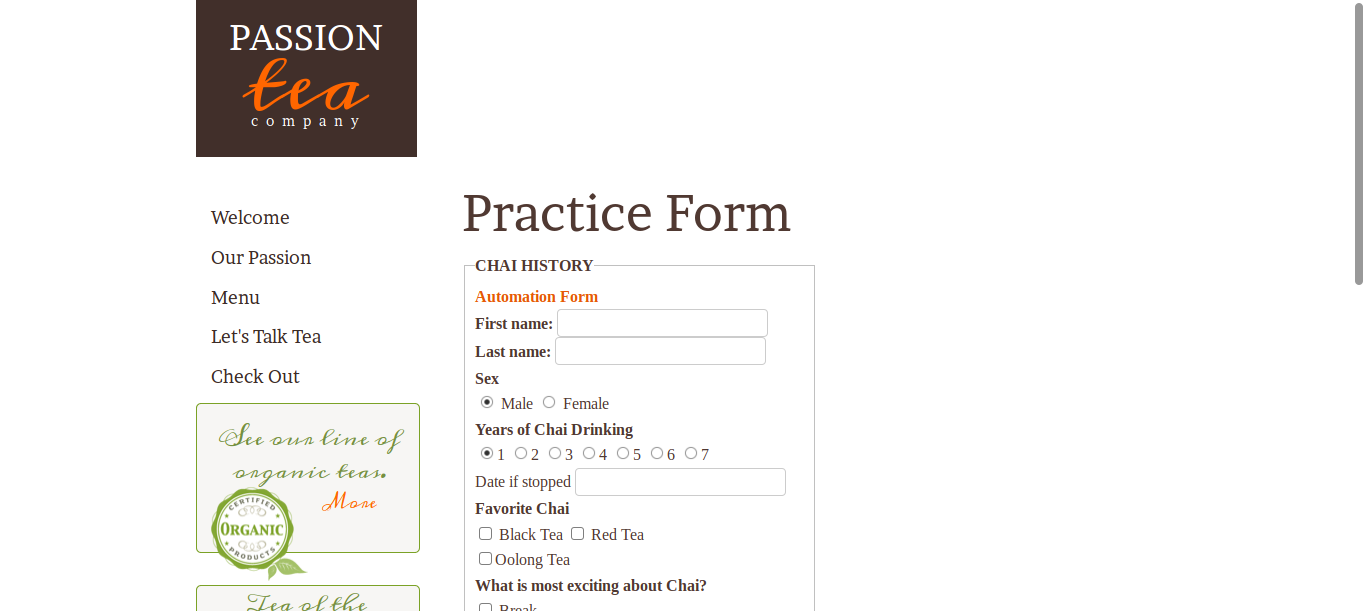 PASSION
tea
company
Welcome
Our Passion
Menu
Let's Talk Tea
Check Out
See our line of
organic teas.
More
CERTIFIED
ORGANIC
PRODUCTS
Tea of the
Practice Form
CHAI HISTORY
Automation Form
First name:
Last name:
Sex
Male Female
Years of Chai Drinking
1 2 3 4 5 6 7
Date if stopped
Favorite Chai
Black Tea Red Tea
Oolong Tea
What is most exciting about Chai?
Break